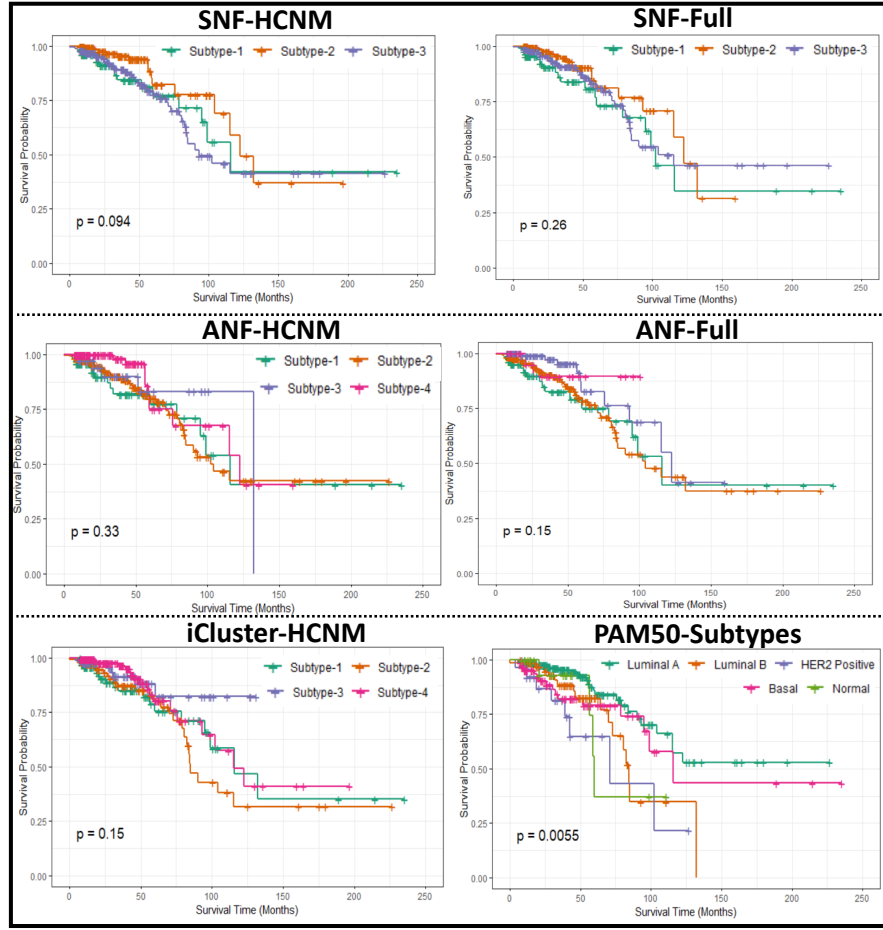 SNF-HCNM
1.00
0.75
0.50
0.25
0.00
Survival Probability
Subtype-1 Subtype-2 Subtype-3
p = 0.094
0 50 100 150 200 250
Survival Time (Months)
SNF-Full
1.00
0.75
0.50
0.25
0.00
Survival Probability
Subtype-1 Subtype-2 Subtype-3
p = 0.26
0 50 100 150 200 250
Survival Time (Months)
ANF-HCNM
1.00
0.75
0.50
0.25
0.00
Survival Probability
Subtype-1 Subtype-2
Subtype-3 Subtype-4
p = 0.33
0 50 100 150 200 250
Survival Time (Months)
ANF-Full
1.00
0.75
0.50
0.25
0.00
Survival Probability
p = 0.15
0 50 100 150 200 250
Survival Time (Months)
iCluster-HCNM
1.00
0.75
0.50
0.25
0.00
Survival Probability
Subtype-1 Subtype-2
Subtype-3 Subtype-4
p = 0.15
0 50 100 150 200 250
Survival Time (Months)
PAM50-Subtypes
1.00
0.75
0.50
0.25
0.00
Survival Probability
Luminal A Luminal B HER2 Positive
Basal Normal
p = 0.0055
0 50 100 150 200 250
Survival Time (Months)